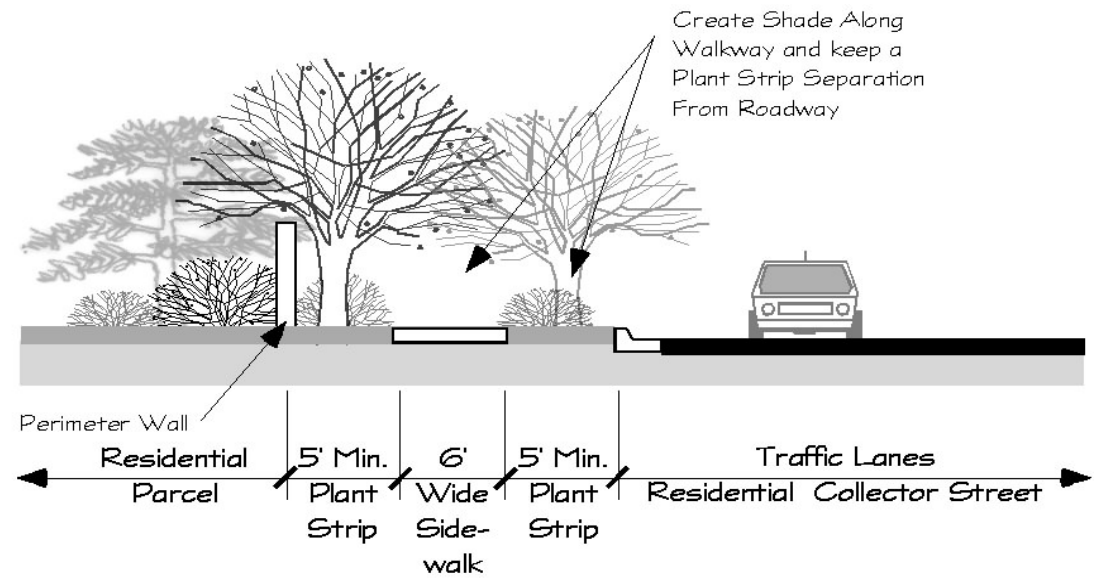 Create Shade Along
Walkway and keep a
Plant Strip Separation
From Roadway
Perimeter Wall
Residential
Parcel
5' Min.
Plant
Strip
6'
Wide
Side-
walk
5' Min.
Plant
Strip
Traffic Lanes
Residential Collector Street